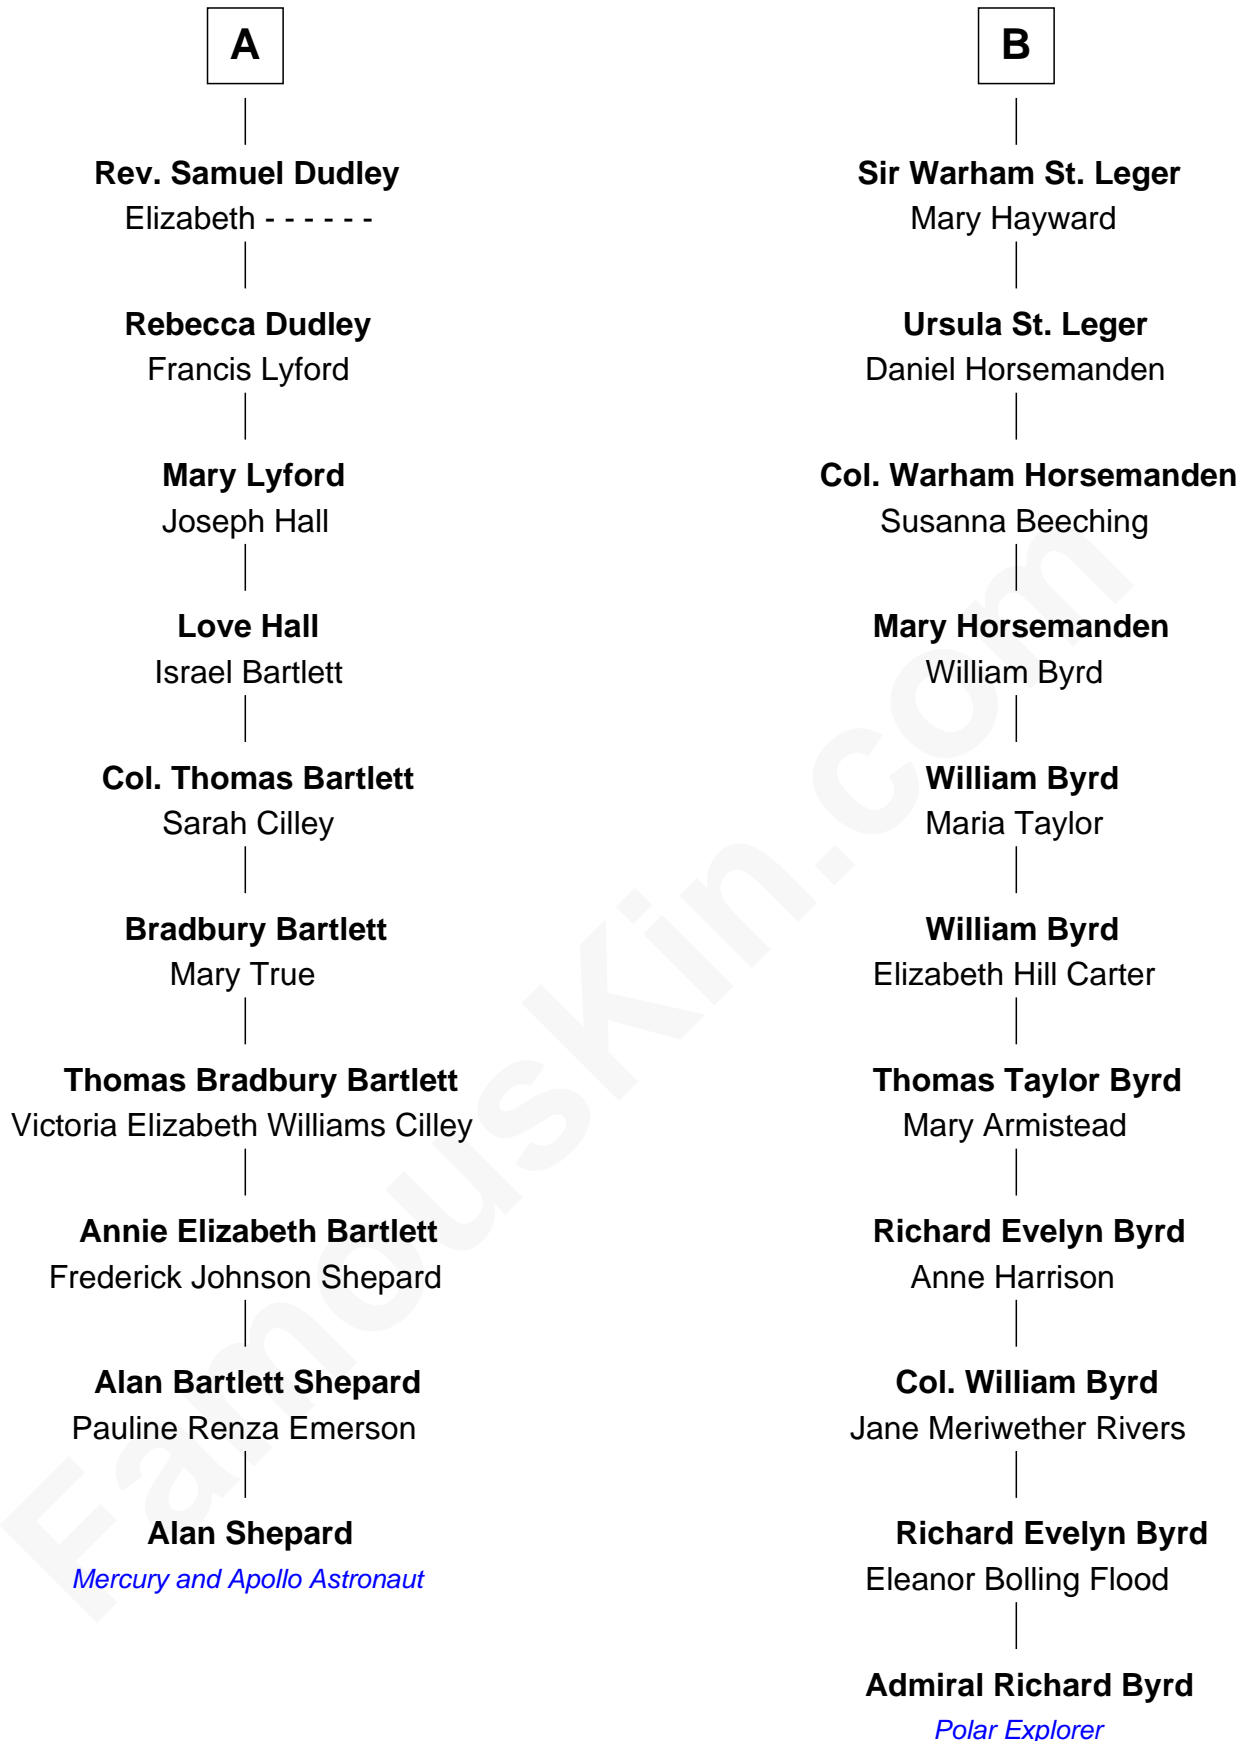 A
Rev. Samuel Dudley
Elizabeth - - - - - -
Rebecca Dudley
Francis Lyford
Mary Lyford
Joseph Hall
Love Hall
Israel Bartlett
Col. Thomas Bartlett
Sarah Cilley
Bradbury Bartlett
Mary True
Thomas Bradbury Bartlett
Victoria Elizabeth Williams Cilley
Annie Elizabeth Bartlett
Frederick Johnson Shepard
Alan Bartlett Shepard
Pauline Renza Emerson
Alan Shepard
Mercury and Apollo Astronaut
B
Sir Warham St. Leger
Mary Hayward
Ursula St. Leger
Daniel Horsemanden
Col. Warham Horsemanden
Susanna Beeching
Mary Horsemanden
William Byrd
William Byrd
Maria Taylor
William Byrd
Elizabeth Hill Carter
Thomas Taylor Byrd
Mary Armistead
Richard Evelyn Byrd
Anne Harrison
Col. William Byrd
Jane Meriwether Rivers
Richard Evelyn Byrd
Eleanor Bolling Flood
Admiral Richard Byrd
Polar Explorer
FamousKin.com